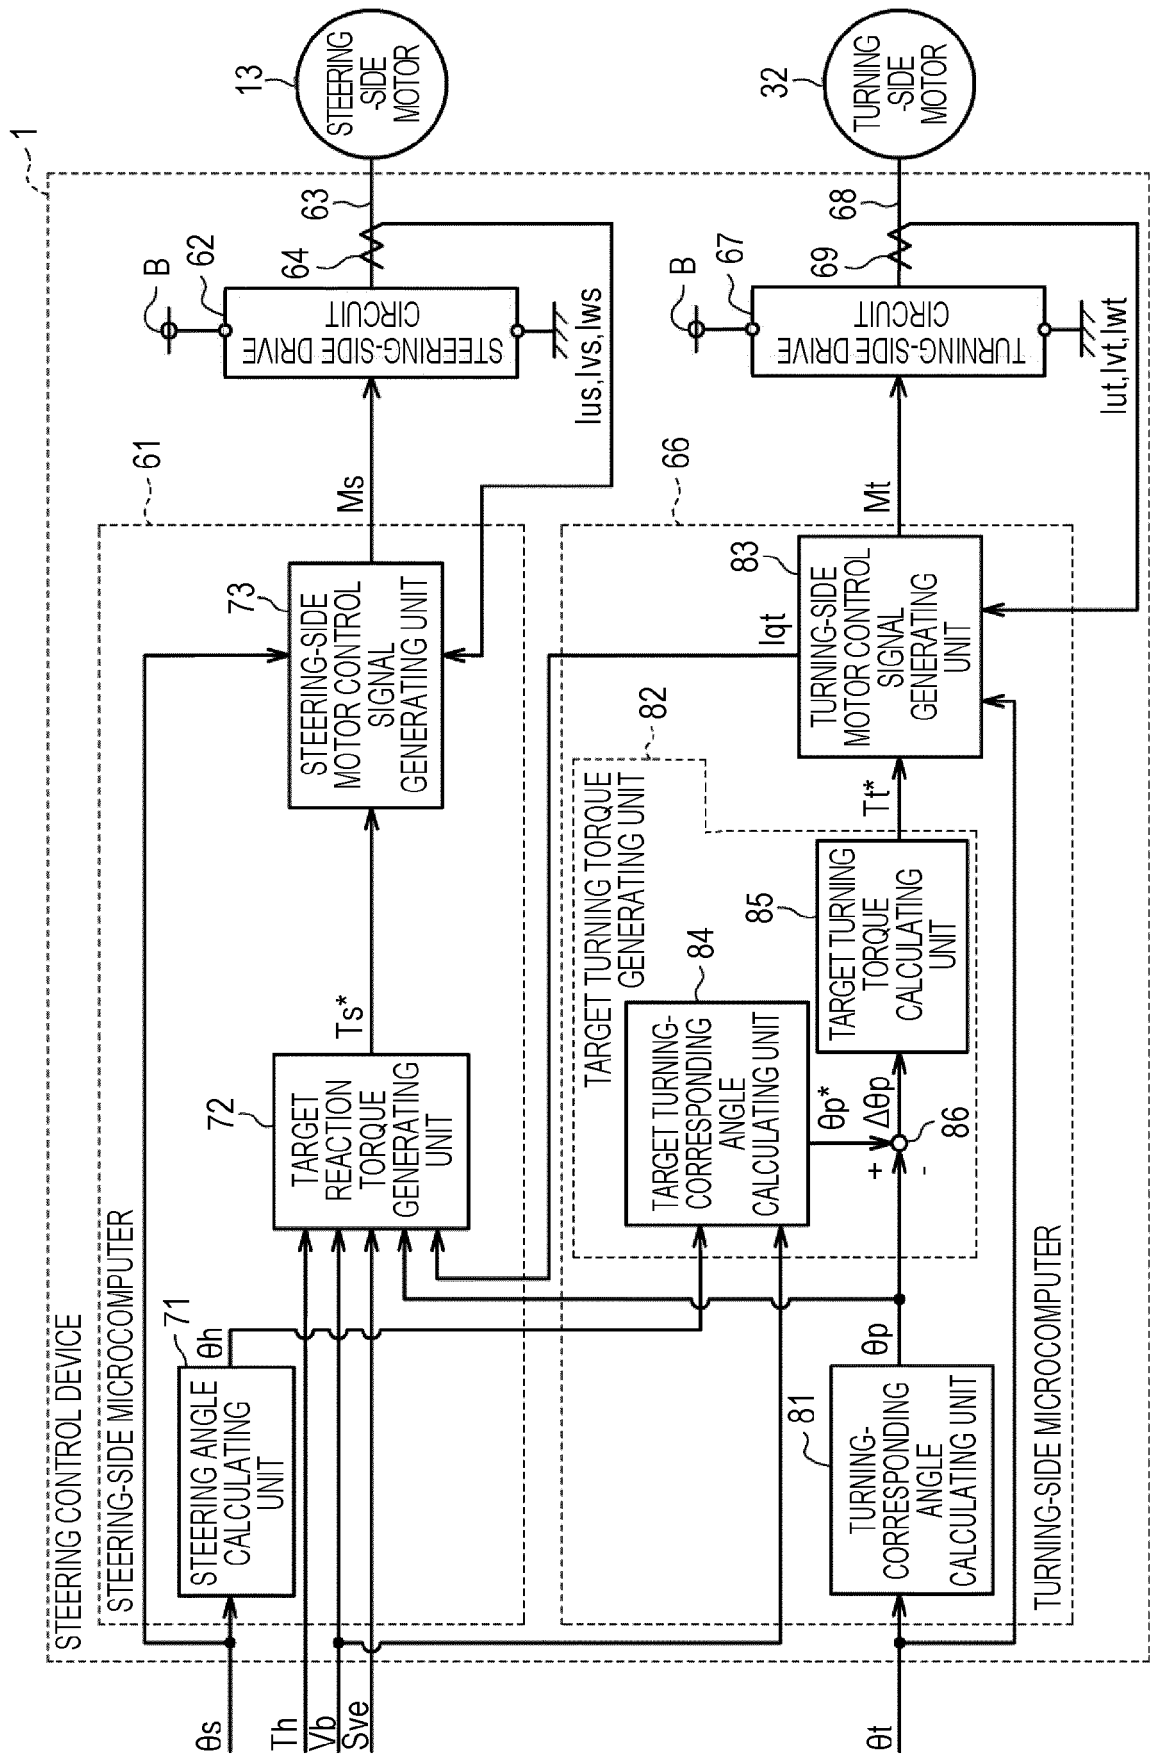 1
STEERING CONTROL DEVICE
STEERING-SIDE MICROCOMPUTER
61
θs
STEERING ANGLE
CALCULATING
UNIT
71
θh
Th
Vb
Sve
TARGET
REACTION
TORQUE
GENERATING
UNIT
72
Ts*
STEERING-SIDE
MOTOR CONTROL
SIGNAL
GENERATING UNIT
73
Ms
STEERING-SIDE DRIVE
CIRCUIT
62
B
64
63
Ius,Ivs,Iws
STEERING
-SIDE
MOTOR
13
TURNING-SIDE MICROCOMPUTER
66
θt
TURNING-
CORRESPONDING
ANGLE
CALCULATING UNIT
81
θp
TARGET TURNING TORQUE
GENERATING UNIT
82
TARGET TURNING-
CORRESPONDING
ANGLE
CALCULATING UNIT
84
θp*
+
-
Δθp
86
TARGET TURNING
TORQUE
CALCULATING
UNIT
85
Tt*
TURNING-SIDE
MOTOR CONTROL
SIGNAL
GENERATING
UNIT
83
Iqt
Mt
TURNING-SIDE DRIVE
CIRCUIT
67
B
69
68
Iut,Ivt,Iwt
TURNING
-SIDE
MOTOR
32